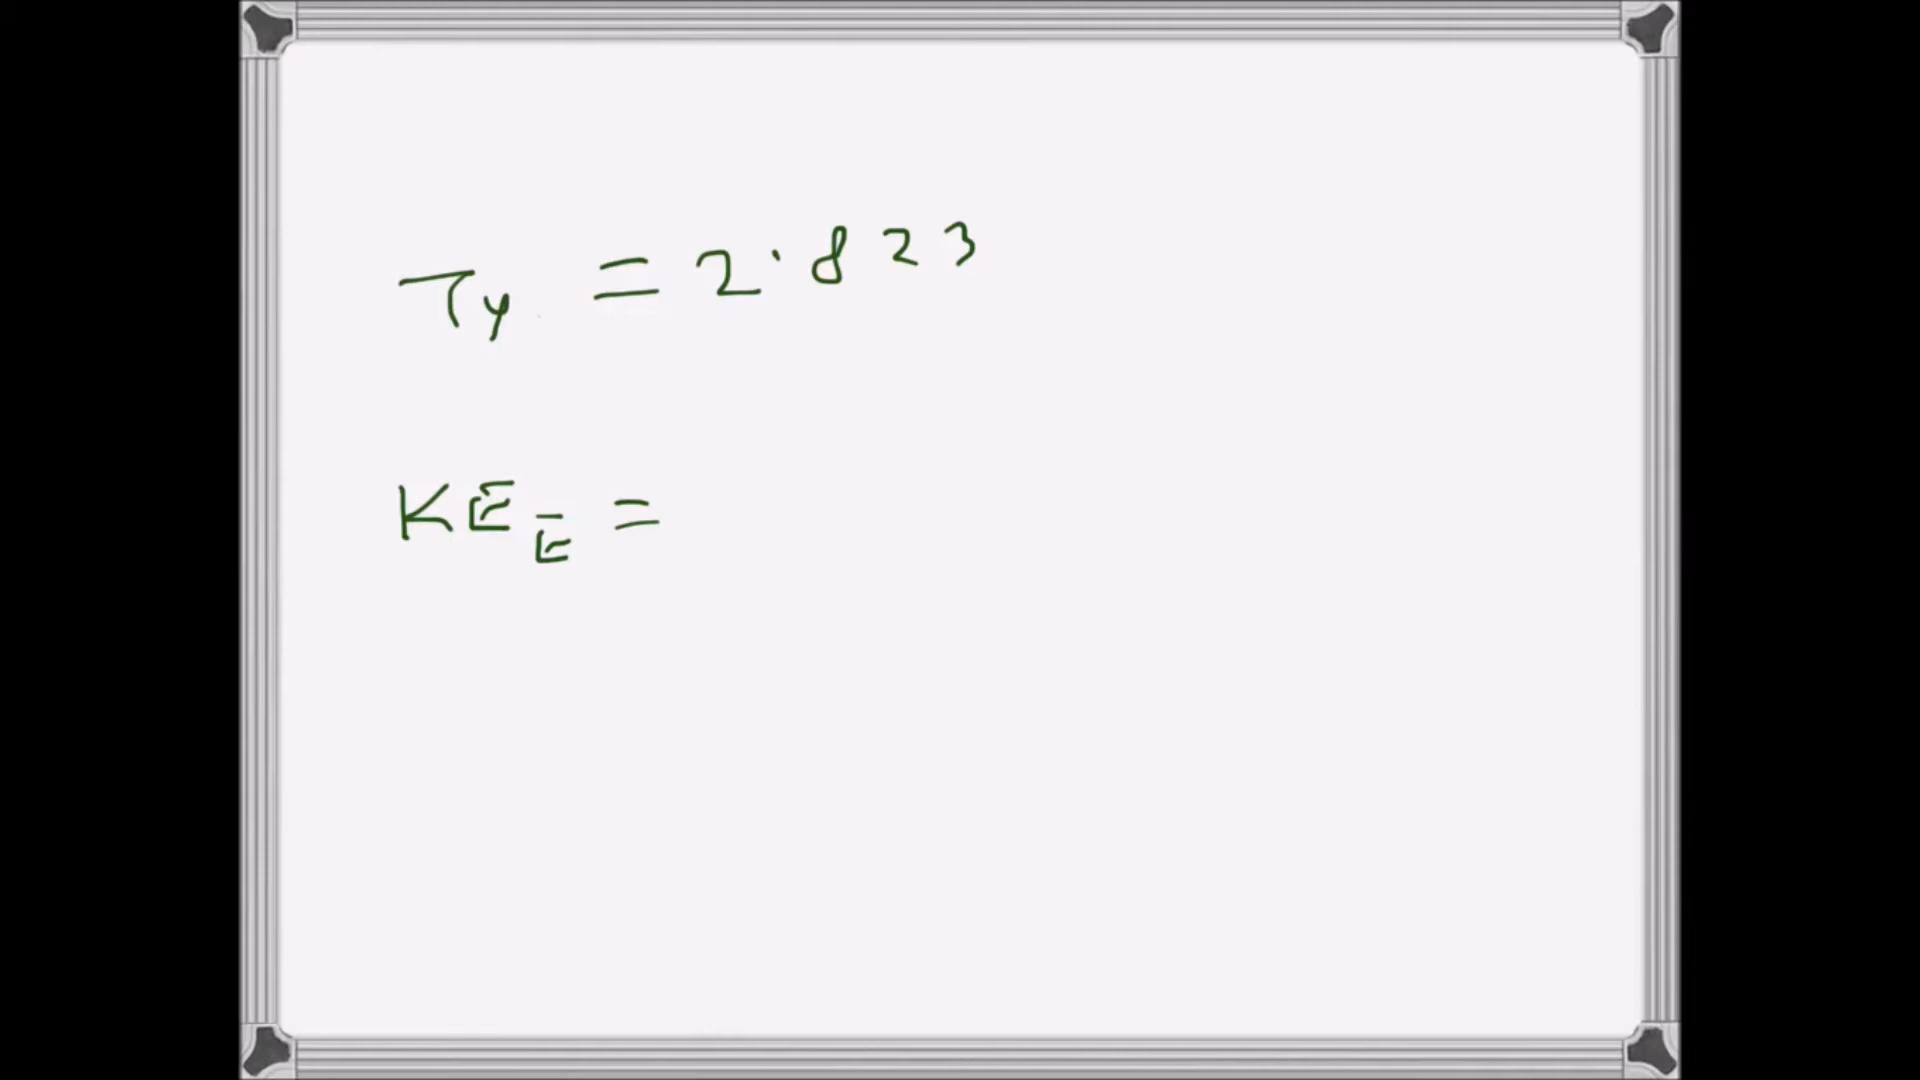 Ty = 2.823
KE_E =